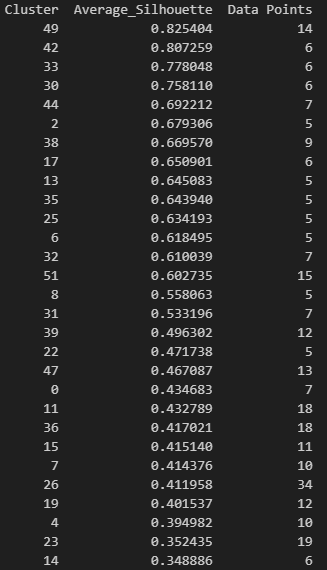 Cluster Average_Silhouette Data Points
49 0.825404 14
42 0.807259 6
33 0.778048 6
30 0.758110 6
44 0.692212 7
2 0.679306 5
38 0.669570 9
17 0.650901 6
13 0.645083 5
35 0.643940 5
25 0.634193 5
6 0.618495 5
32 0.610039 7
51 0.602735 15
8 0.558063 5
31 0.533196 7
39 0.496302 12
22 0.471738 5
47 0.467087 13
0 0.434683 7
11 0.432789 18
36 0.417021 18
15 0.415140 11
7 0.414376 10
26 0.411958 34
19 0.401537 12
4 0.394982 10
23 0.352435 19
14 0.348886 6